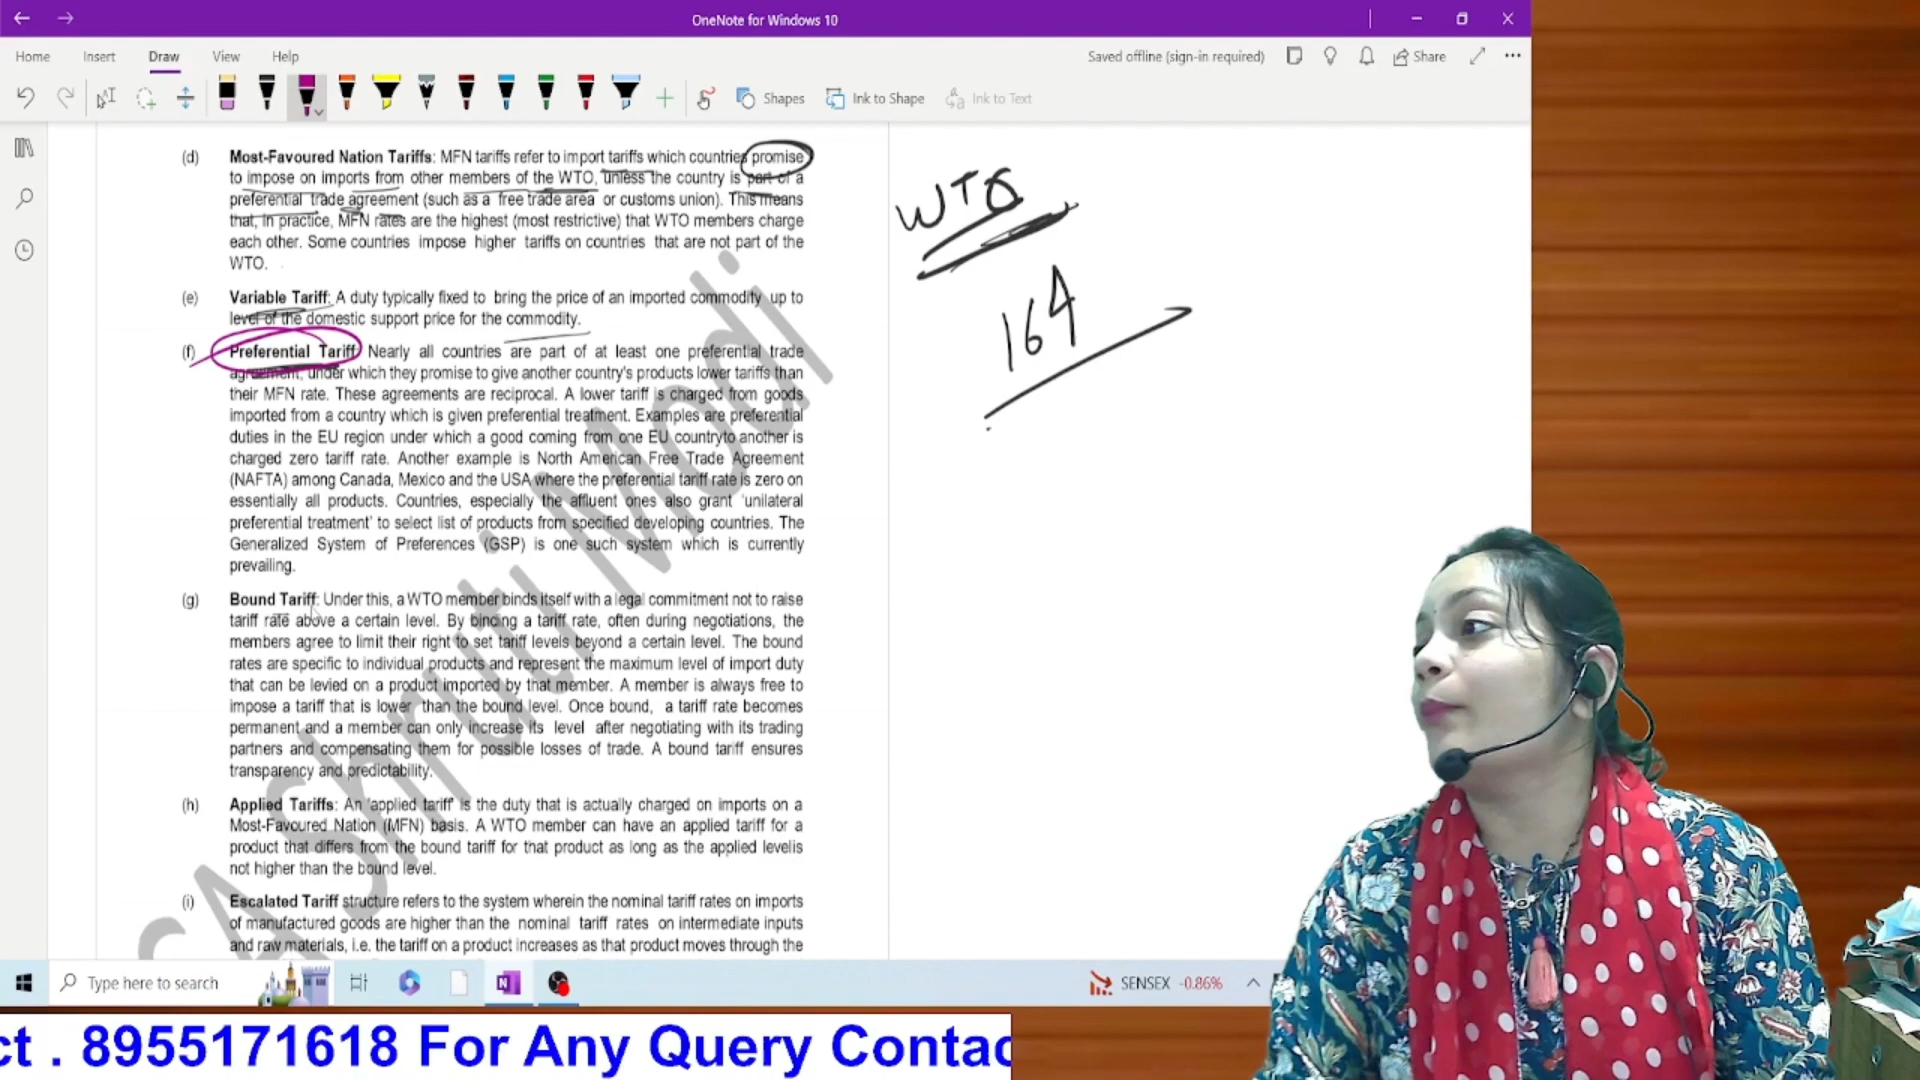 OneNote for Windows 10
Home Insert Draw View Help Saved offline (sign-in required) Share
Shapes Ink to Shape Ink to Text
(d) Most-Favoured Nation Tariffs: MFN tariffs refer to import tariffs which countries promise
to impose on imports from other members of the WTO, unless the country is part of a
preferential trade agreement (such as a free trade area or customs union). This means
that, in practice, MFN rates are the highest (most restrictive) that WTO members charge
each other. Some countries impose higher tariffs on countries that are not part of the
WTO.
(e) Variable Tariff: A duty typically fixed to bring the price of an imported commodity up to
level of the domestic support price for the commodity.
(f) Preferential Tariff: Nearly all countries are part of at least one preferential trade
agreement, under which they promise to give another country's products lower tariffs than
their MFN rate. These agreements are reciprocal. A lower tariff is charged from goods
imported from a country which is given preferential treatment. Examples are preferential
duties in the EU region under which a good coming from one EU countryto another is
charged zero tariff rate. Another example is North American Free Trade Agreement
(NAFTA) among Canada, Mexico and the USA where the preferential tariff rate is zero on
essentially all products. Countries, especially the affluent ones also grant 'unilateral
preferential treatment' to select list of products from specified developing countries. The
Generalized System of Preferences (GSP) is one such system which is currently
prevailing.
(g) Bound Tariff: Under this, a WTO member binds itself with a legal commitment not to raise
tariff rate above a certain level. By binding a tariff rate, often during negotiations, the
members agree to limit their right to set tariff levels beyond a certain level. The bound
rates are specific to individual products and represent the maximum level of import duty
that can be levied on a product imported by that member. A member is always free to
impose a tariff that is lower than the bound level. Once bound, a tariff rate becomes
permanent and a member can only increase its level after negotiating with its trading
partners and compensating them for possible losses of trade. A bound tariff ensures
transparency and predictability.
(h) Applied Tariffs: An 'applied tariff' is the duty that is actually charged on imports on a
Most-Favoured Nation (MFN) basis. A WTO member can have an applied tariff for a
product that differs from the bound tariff for that product as long as the applied levelis
not higher than the bound level.
(i) Escalated Tariff structure refers to the system wherein the nominal tariff rates on imports
of manufactured goods are higher than the nominal tariff rates on intermediate inputs
and raw materials, i.e. the tariff on a product increases as that product moves through the
CA Shruti Modi
WTO
164
Type here to search SENSEX -0.86%
ct . 8955171618 For Any Query Contac